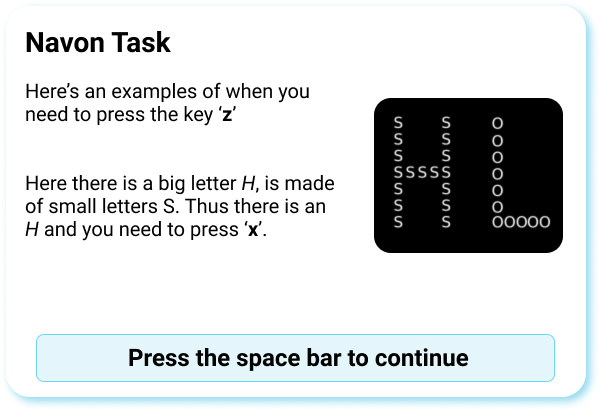 Navon Task
Here’s an examples of when you
need to press the key ‘z’
Here there is a big letter H, is made
of small letters S. Thus there is an
H and you need to press ‘x’.
S S O
S S O
S S O
SSSSS O
S S O
S S O
S S OOOOO
Press the space bar to continue